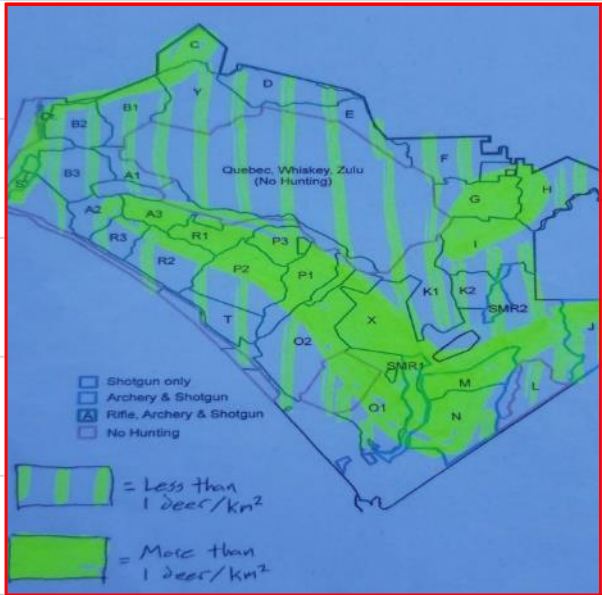 C
D
Y
B1
E
B2
F
Quebec, Whiskey, Zulu
(No Hunting)
B3
A1
H
G
A2
A3
R1
I
R3
P3
R2
P2
P1
K1
K2
SMR2
T
X
O2
J
SMR1
M
L
O1
N
Shotgun only
Archery & Shotgun
A Rifle, Archery & Shotgun
No Hunting
= Less than
1 deer/km²
= More than
1 deer/km²